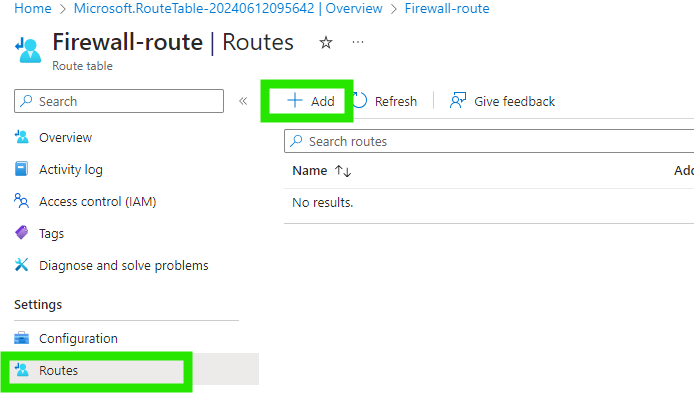 Home > Microsoft.RouteTable-20240612095642 | Overview > Firewall-route
Firewall-route | Routes
Route table
Search
Add
Refresh
Give feedback
Overview
Activity log
Access control (IAM)
Tags
Diagnose and solve problems
Settings
Configuration
Routes
Search routes
Name
Add
No results.